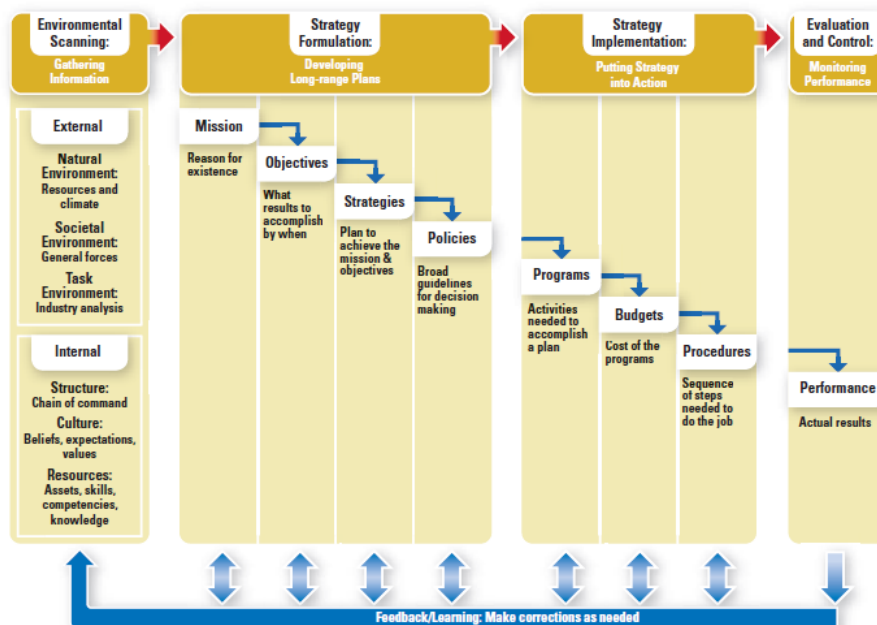 Environmental
Scanning:
Gathering
Information
Strategy
Formulation:
Developing
Long-range Plans
Strategy
Implementation:
Putting Strategy
into Action
Evaluation
and Control:
Monitoring
Performance
External
Natural
Environment:
Resources and
climate
Societal
Environment:
General forces
Task
Environment:
Industry analysis
Internal
Structure:
Chain of command
Culture:
Beliefs, expectations,
values
Resources:
Assets, skills,
competencies,
knowledge
Mission
Reason for
existence
Objectives
What
results to
accomplish
by when
Strategies
Plan to
achieve the
mission &
objectives
Policies
Broad
guidelines
for decision
making
Programs
Activities
needed to
accomplish
a plan
Budgets
Cost of the
programs
Procedures
Sequence
of steps
needed to
do the job
Performance
Actual results
Feedback/Learning: Make corrections as needed